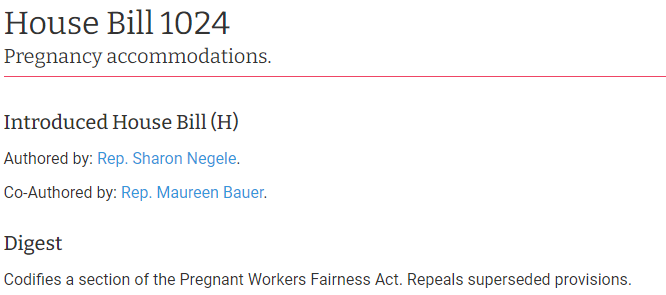 House Bill 1024
Pregnancy accommodations.
Introduced House Bill (H)
Authored by: Rep. Sharon Negele.
Co-Authored by: Rep. Maureen Bauer.
Digest
Codifies a section of the Pregnant Workers Fairness Act. Repeals superseded provisions.